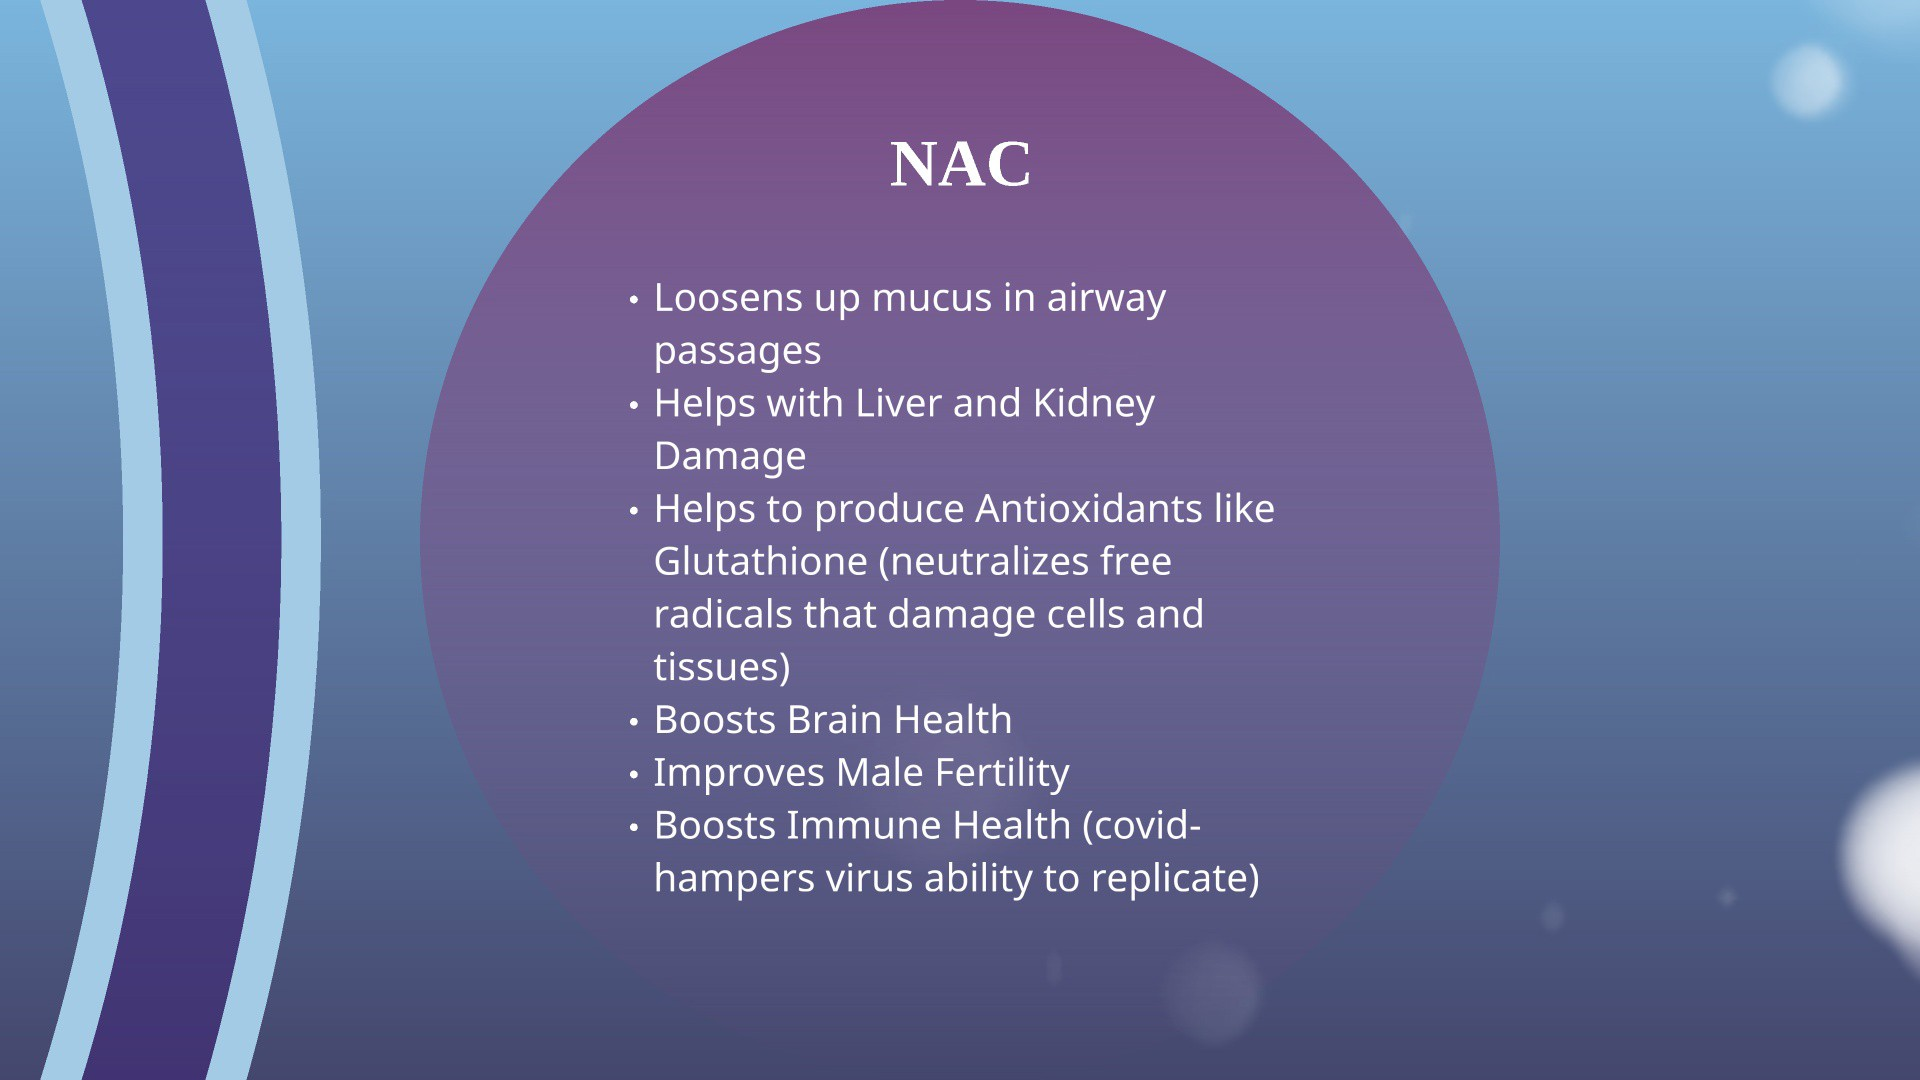 NAC
• Loosens up mucus in airway
passages
• Helps with Liver and Kidney
Damage
• Helps to produce Antioxidants like
Glutathione (neutralizes free
radicals that damage cells and
tissues)
• Boosts Brain Health
• Improves Male Fertility
• Boosts Immune Health (covid-
hampers virus ability to replicate)